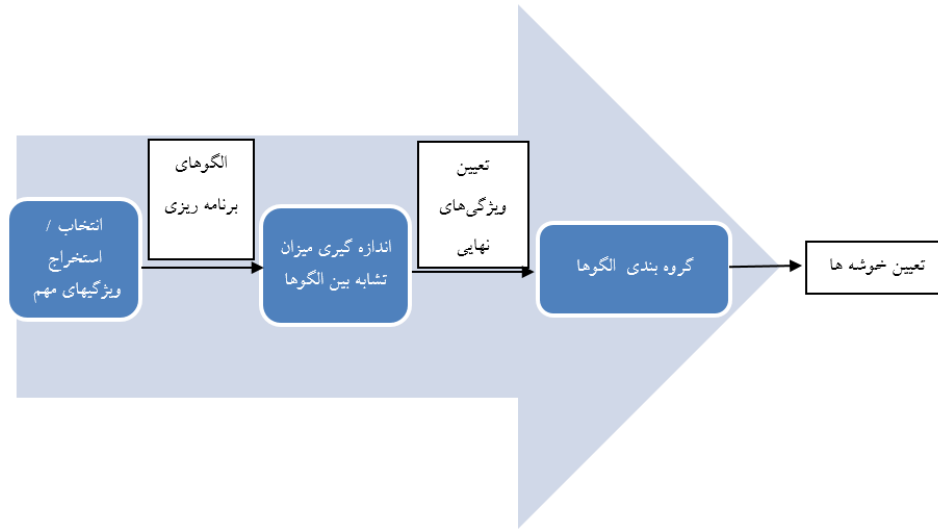 انتخاب /
استخراج
ویژگیهای مهم
الگوهای
برنامه ریزی
اندازه گیری میزان
تشابه بین الگوها
تعیین
ویژگی‌های
نهایی
گروه بندی الگوها
تعیین خوشه ها